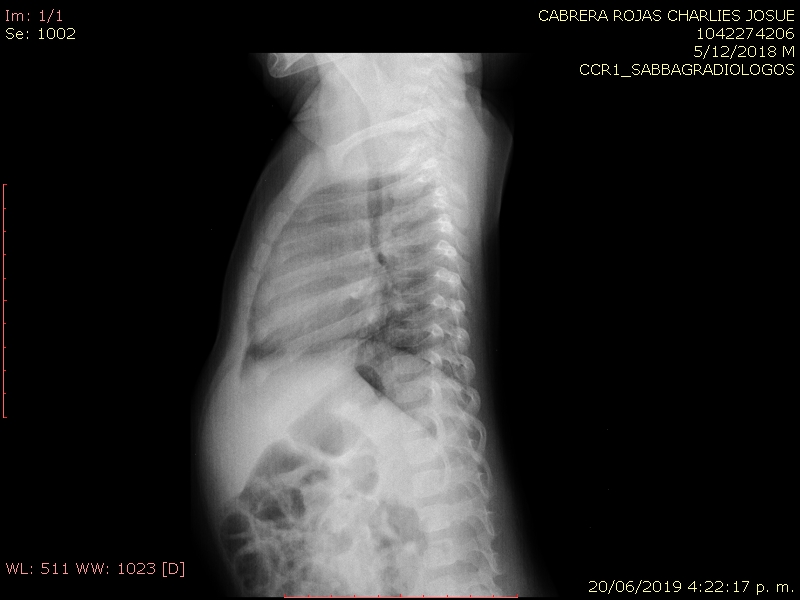 Im: 1/1
Se: 1002
CABRERA ROJAS CHARLIES JOSUE
1042274206
5/12/2018 M
CCR1_SABBAGRADIOLOGOS
WL: 511 WW: 1023 [D]
20/06/2019 4:22:17 p. m.